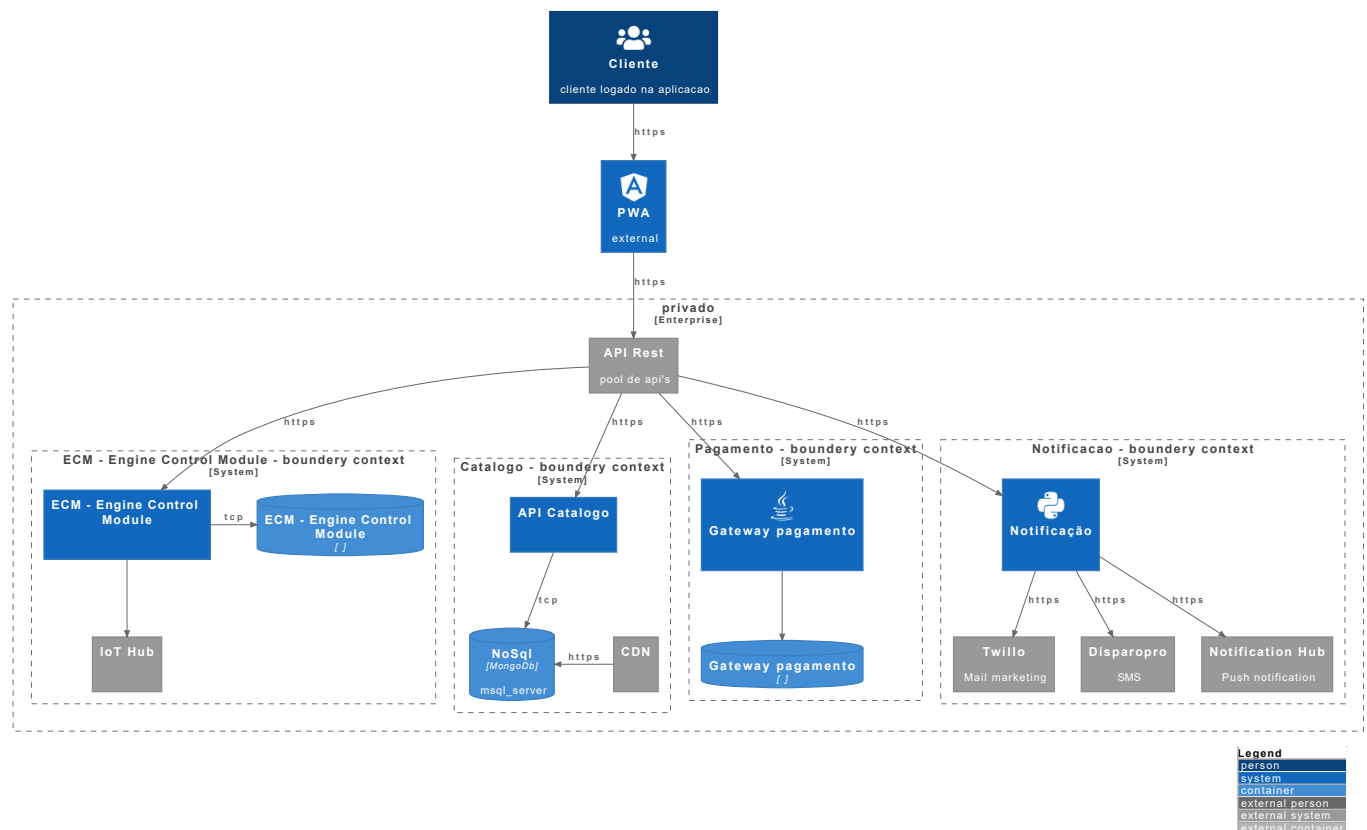 Cliente
cliente logado na aplicacao
https
PWA
external
https
privado
[Enterprise]
API Rest
pool de api's
https
https
https
https
ECM - Engine Control Module - boundery context
[System]
Catalogo - boundery context
[System]
Pagamento - boundery context
[System]
Notificacao - boundery context
[System]
ECM - Engine Control
Module
tcp
ECM - Engine Control
Module
[ ]
API Catalogo
Gateway pagamento
Notificação
tcp
https
https
https
IoT Hub
NoSql
[MongoDb]
msql_server
https
CDN
Gateway pagamento
[ ]
Twillo
Mail marketing
Disparopro
SMS
Notification Hub
Push notification
Legend
person
system
container
external person
external system
external container